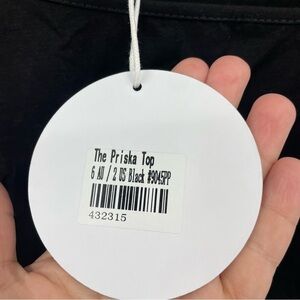 The Priska Top
6 AU / 2 US Black #9045PP
432315